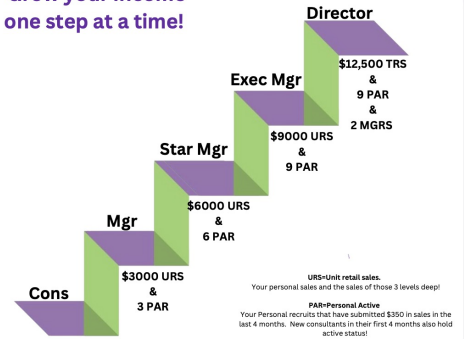 Grow your income
one step at a time!
Director
$12,500 TRS
&
9 PAR
&
2 MGRS
Exec Mgr
$9000 URS
&
9 PAR
Star Mgr
$6000 URS
&
6 PAR
Mgr
$3000 URS
&
3 PAR
Cons
URS=Unit retail sales.
Your personal sales and the sales of those 3 levels deep!
PAR=Personal Active
Your Personal recruits that have submitted $350 in sales in the
last 4 months. New consultants in their first 4 months also hold
active status!